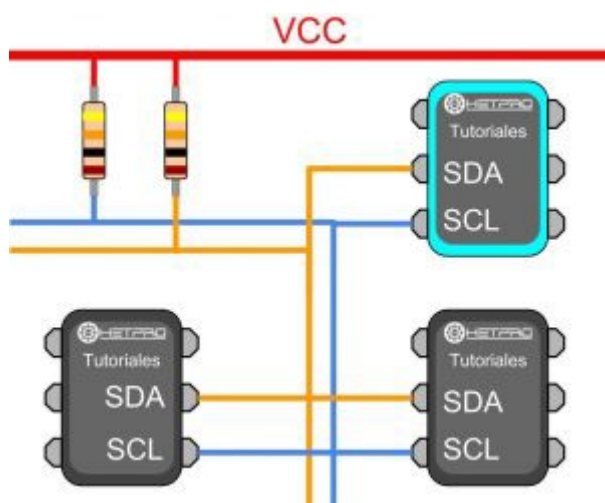 VCC
HETPRO
Tutoriales
SDA
SCL
HETPRO
Tutoriales
SDA
SCL
HETPRO
Tutoriales
SDA
SCL